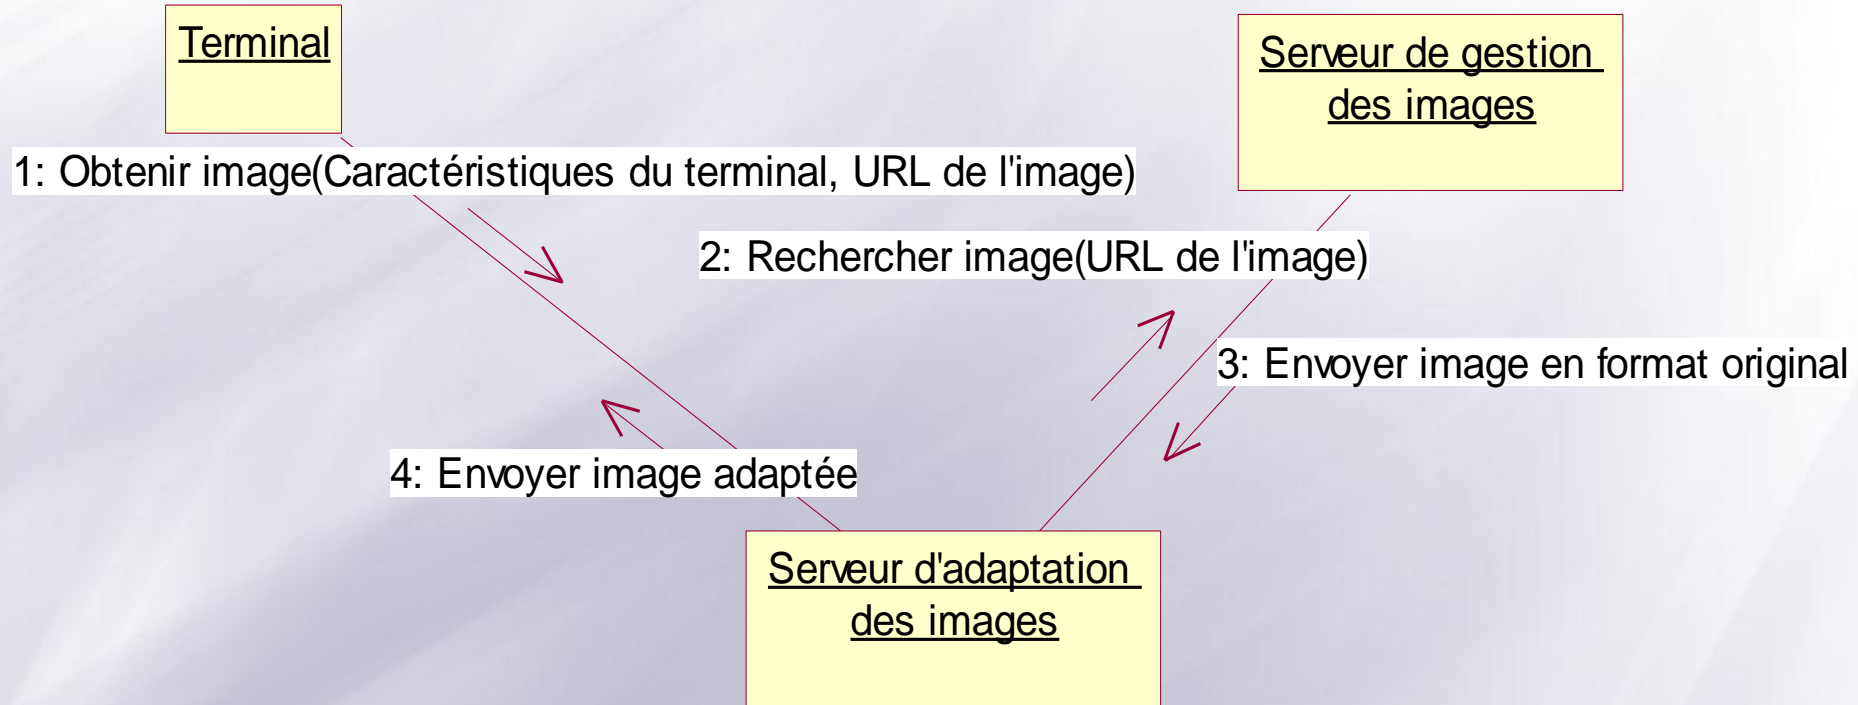 Terminal
Serveur de gestion
des images
1: Obtenir image(Caractéristiques du terminal, URL de l'image)
2: Rechercher image(URL de l'image)
3: Envoyer image en format original
4: Envoyer image adaptée
Serveur d'adaptation
des images